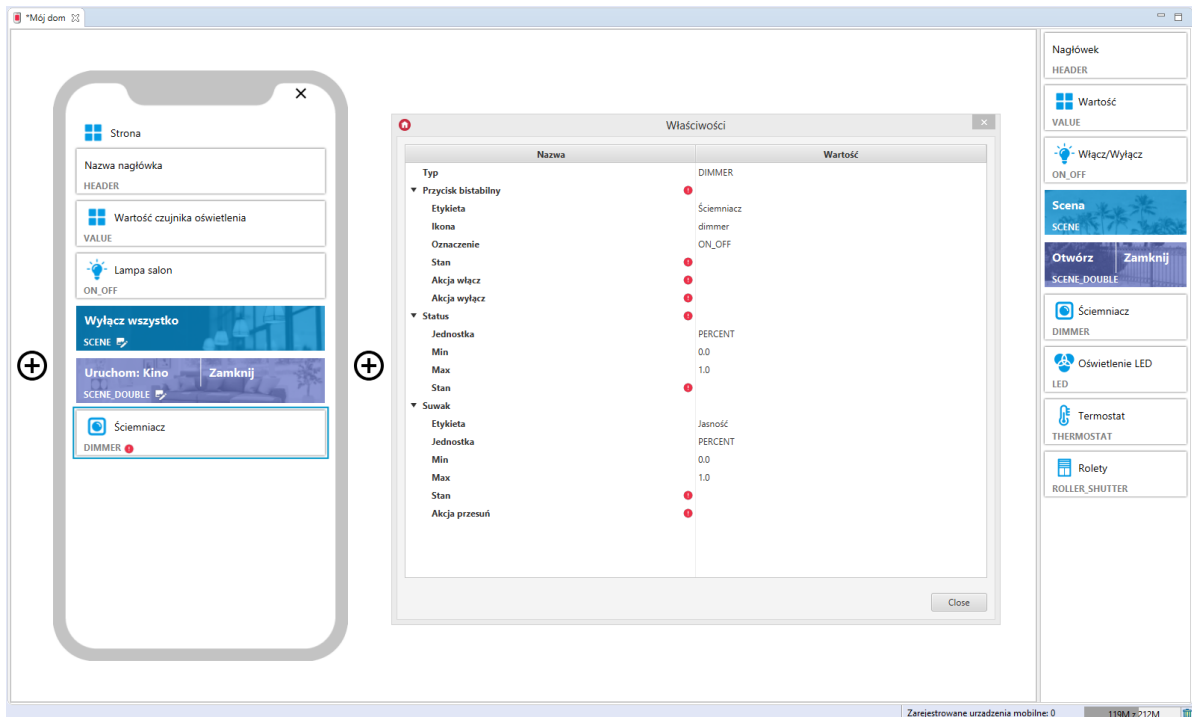 *Mój dom
Strona
Nazwa nagłówka
HEADER
Wartość czujnika oświetlenia
VALUE
Lampa salon
ON_OFF
Wyłącz wszystko
SCENE
Uruchom: Kino Zamknij
SCENE_DOUBLE
Ściemniacz
DIMMER
Właściwości
Nazwa Wartość
Typ DIMMER
Przycisk bistabilny
Etykieta Ściemniacz
Ikona dimmer
Oznaczenie ON_OFF
Stan
Akcja włącz
Akcja wyłącz
Status
Jednostka PERCENT
Min 0.0
Max 1.0
Stan
Suwak
Etykieta Jasność
Jednostka PERCENT
Min 0.0
Max 1.0
Stan
Akcja przesuń
Close
Nagłówek
HEADER
Wartość
VALUE
Włącz/Wyłącz
ON_OFF
Scena
SCENE
Otwórz Zamknij
SCENE_DOUBLE
Ściemniacz
DIMMER
Oświetlenie LED
LED
Termostat
THERMOSTAT
Rolety
ROLLER_SHUTTER
Zarejestrowane urządzenia mobilne: 0 119M z 212M